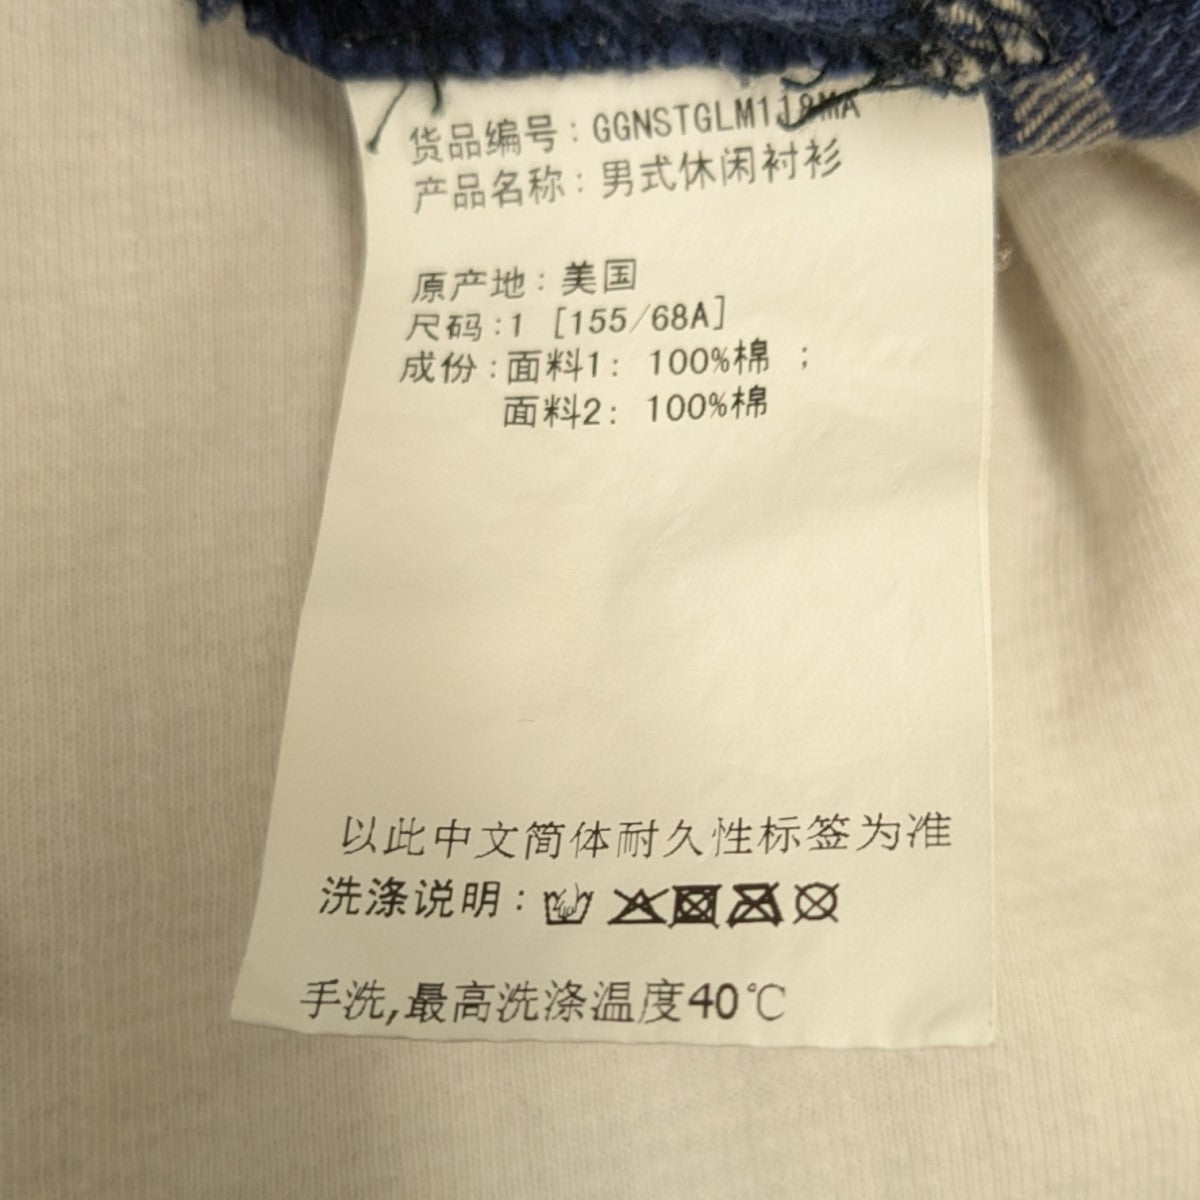 货品编号：GGNSTGLM118MA
产品名称：男式休闲衬衫
原产地：美国
尺码：1 [155/68A]
成份：面料1: 100%棉 ；
面料2: 100%棉
以此中文简体耐久性标签为准
洗涤说明：
手洗,最高洗涤温度40℃